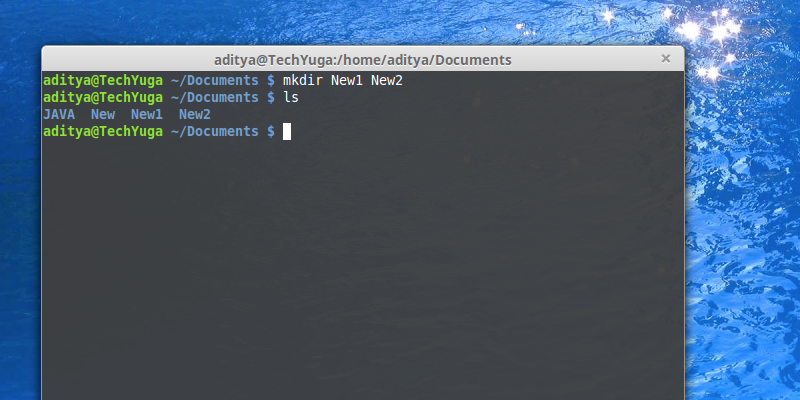 aditya@TechYuga:/home/aditya/Documents ×
aditya@TechYuga ~/Documents $ mkdir New1 New2
aditya@TechYuga ~/Documents $ ls
JAVA  New  New1  New2
aditya@TechYuga ~/Documents $